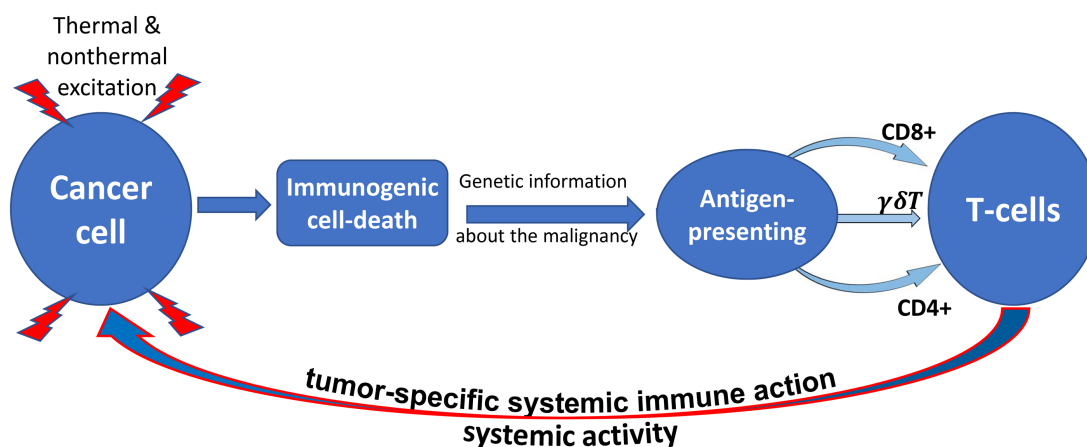 Thermal &
nonthermal
excitation
Cancer
cell
Immunogenic
cell-death
Genetic information
about the malignancy
Antigen-
presenting
CD8+
γδT
CD4+
T-cells
tumor-specific systemic immune action
systemic activity